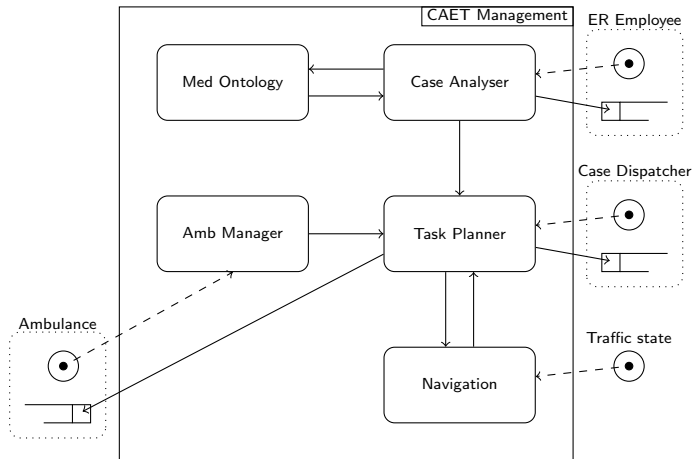 CAET Management
ER Employee
Med Ontology
Case Analyser
Case Dispatcher
Amb Manager
Task Planner
Ambulance
Traffic state
Navigation